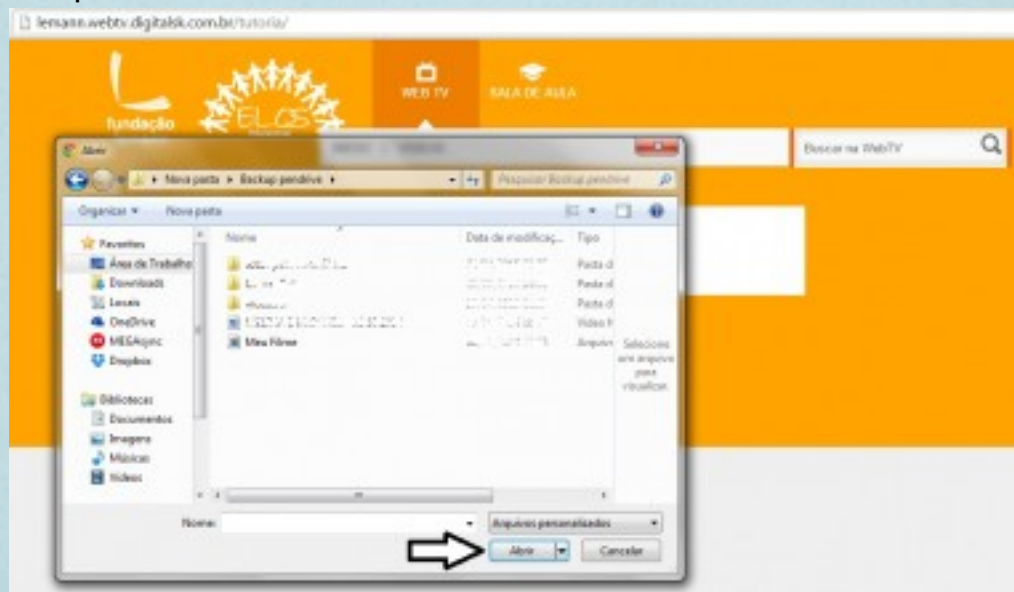 lemann.webtv.digitalsk.com.br/tutoria/
fundação
ELOS
WEB TV
SALA DE AULA
Buscar na WebTV
Abrir
Nova pasta
Backup pendrive
Pesquisar Backup pendrive
Organizar
Nova pasta
Favoritos
Área de Trabalho
Downloads
Locais
OneDrive
MEGAsync
Dropbox
Bibliotecas
Documentos
Imagens
Músicas
Vídeos
Nome
Data de modificaç...
Tipo
Pasta d
Pasta d
Pasta d
Meu Filme
Arquivo
Selecione
um arquivo
para
visualizar.
Nome:
Arquivos personalizados
Abrir
Cancelar